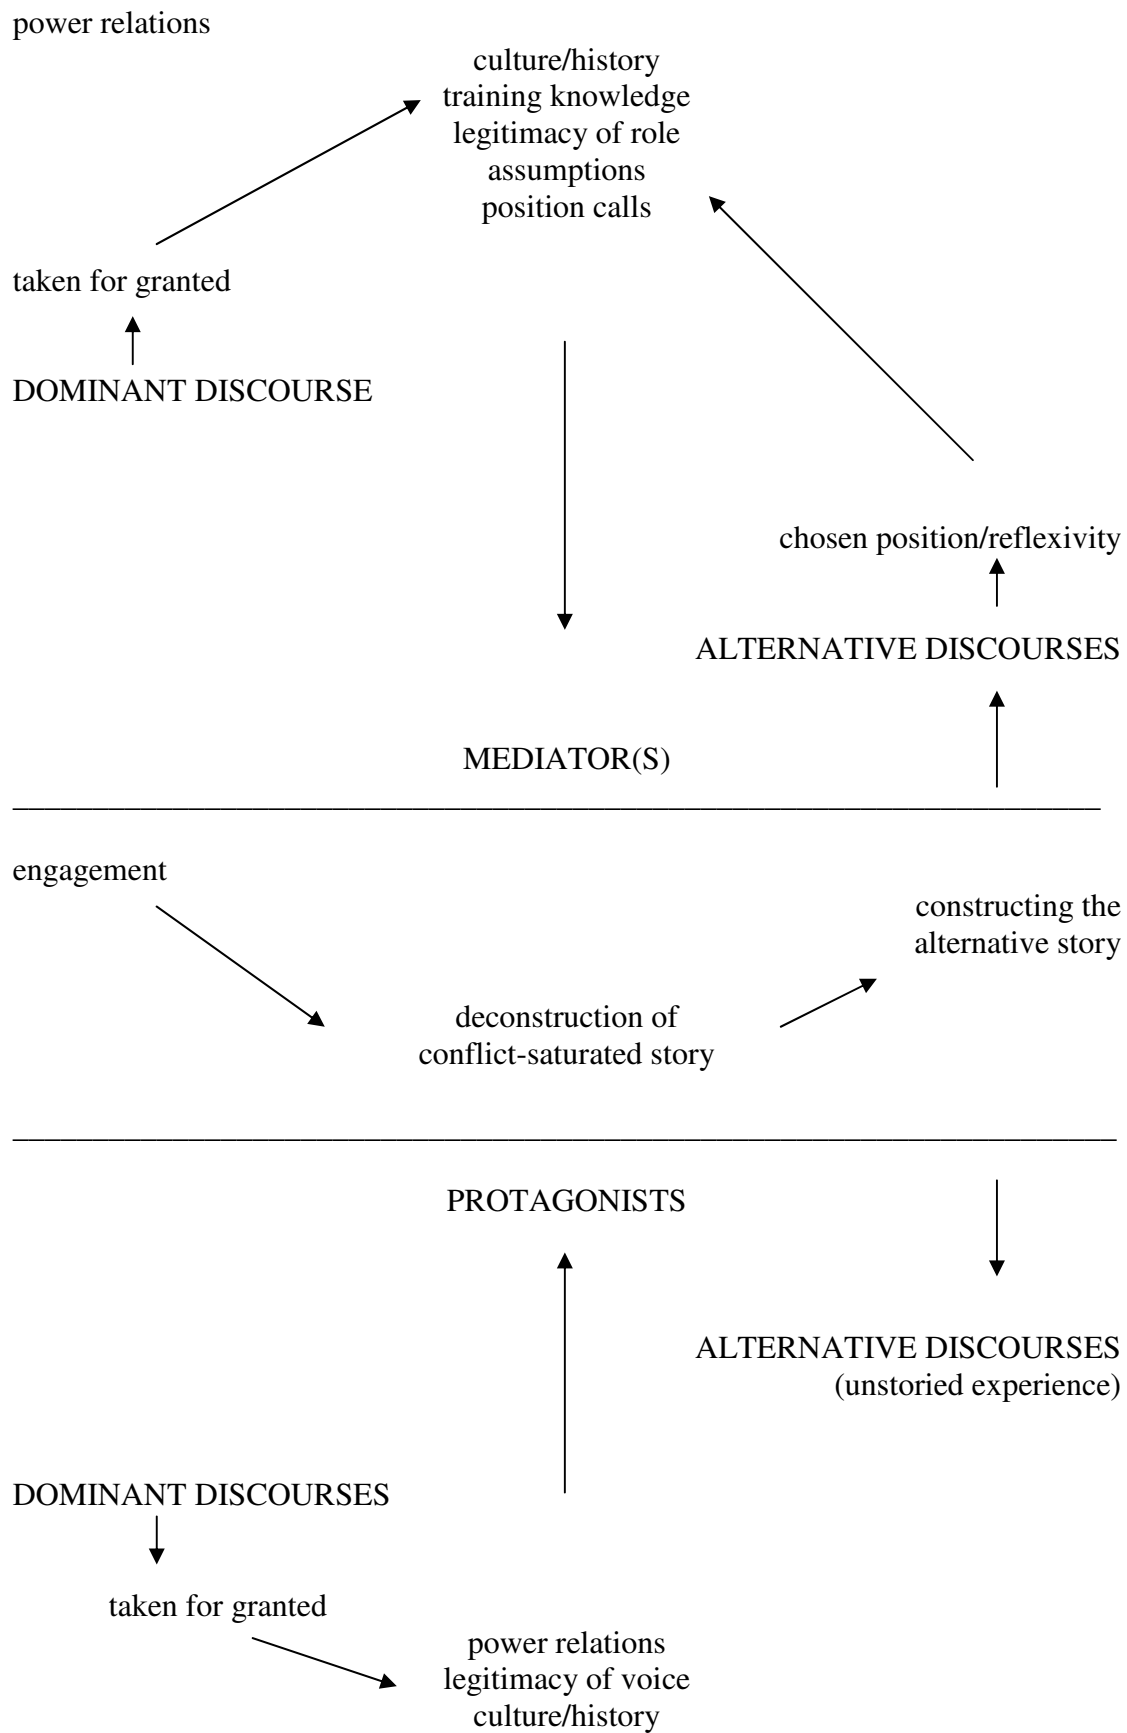 power relations
culture/history
training knowledge
legitimacy of role
assumptions
position calls
taken for granted
DOMINANT DISCOURSE
chosen position/reflexivity
ALTERNATIVE DISCOURSES
MEDIATOR(S)
engagement
constructing the
alternative story
deconstruction of
conflict-saturated story
PROTAGONISTS
ALTERNATIVE DISCOURSES
(unstoried experience)
DOMINANT DISCOURSES
taken for granted
power relations
legitimacy of voice
culture/history